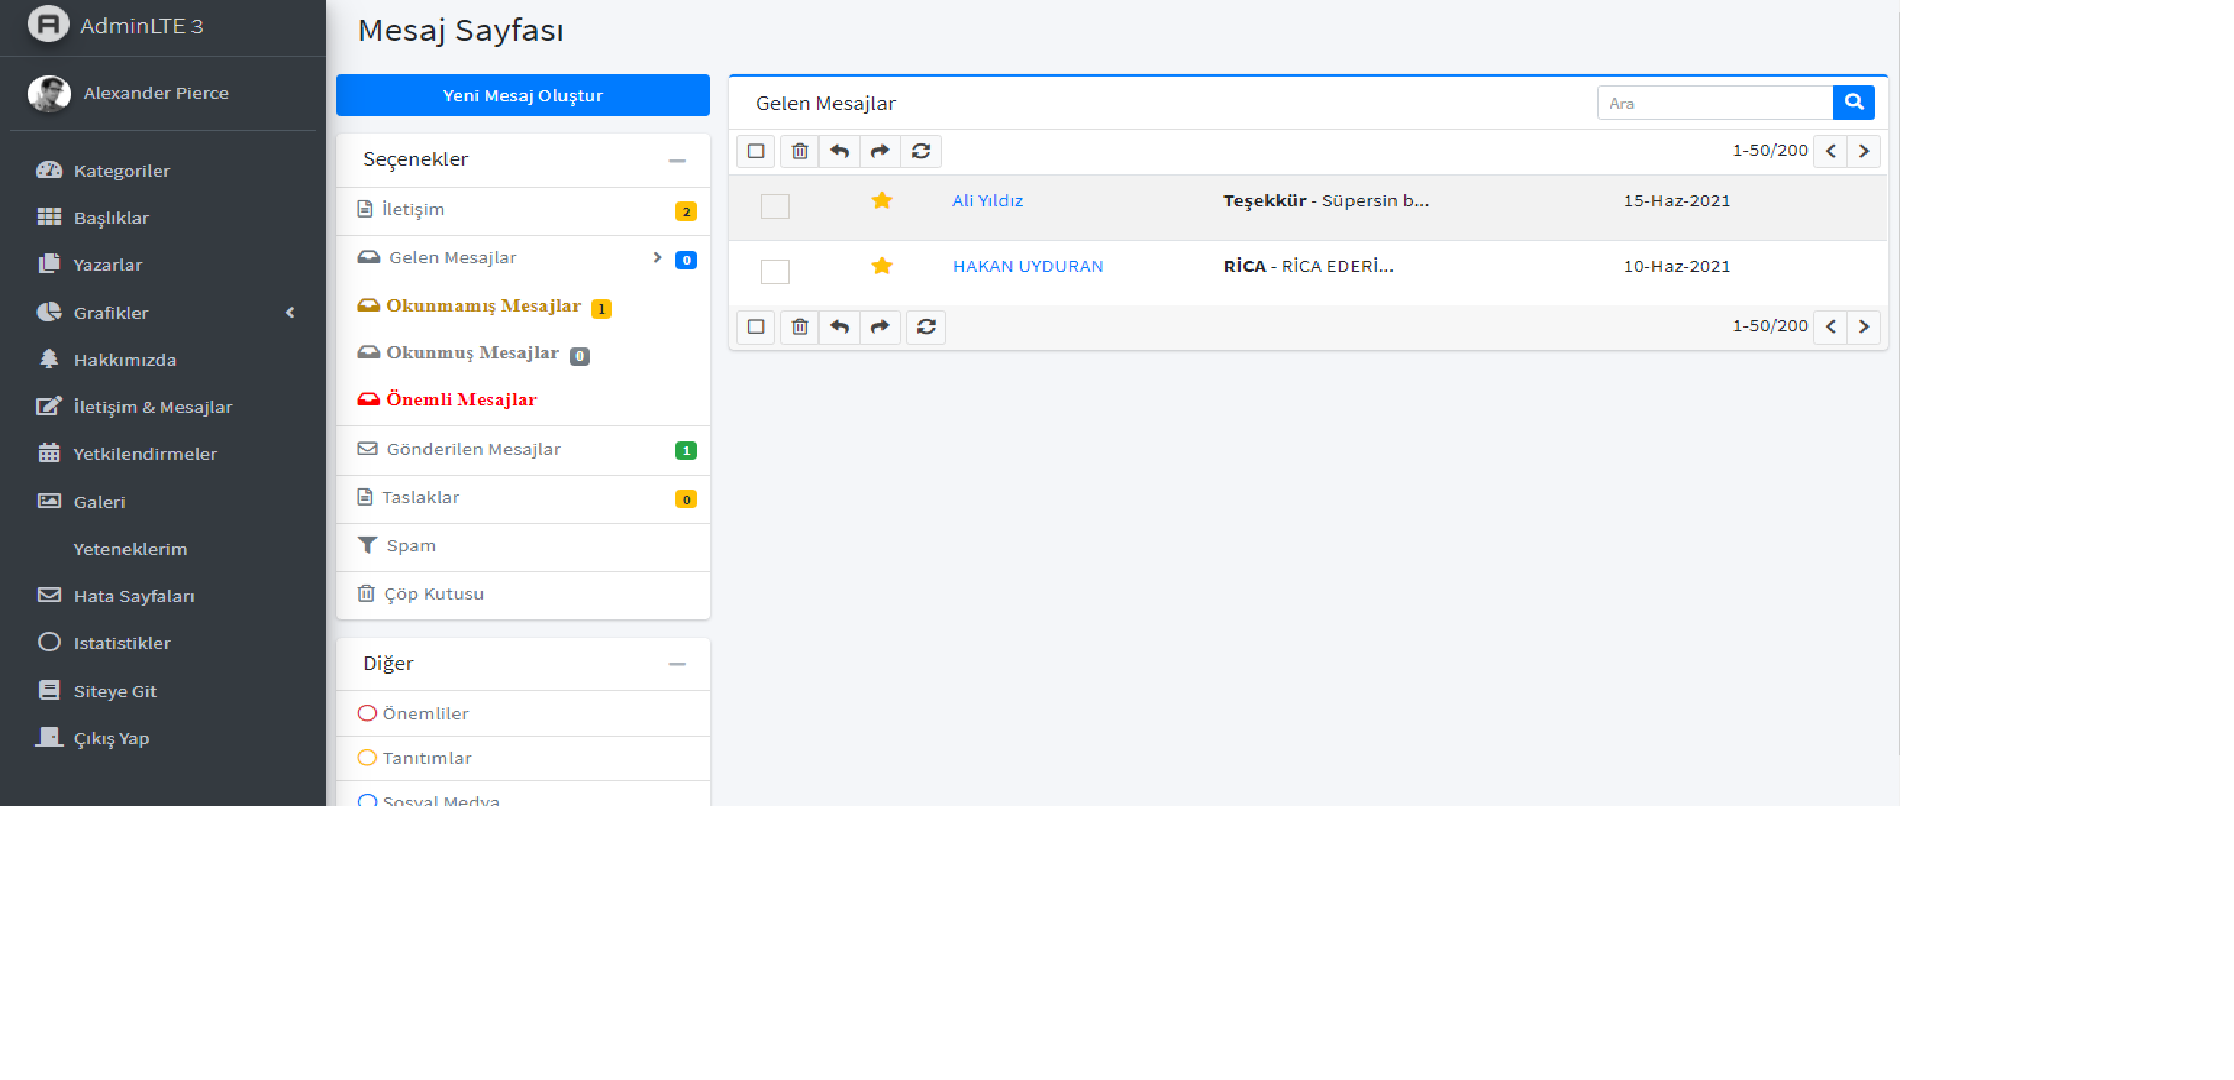 AdminLTE 3
Alexander Pierce
Kategoriler
Başlıklar
Yazarlar
Grafikler
Hakkımızda
İletişim & Mesajlar
Yetkilendirmeler
Galeri
Yeteneklerim
Hata Sayfaları
Istatistikler
Siteye Git
Çıkış Yap
Mesaj Sayfası
Yeni Mesaj Oluştur
Seçenekler
İletişim 2
Gelen Mesajlar 0
Okunmamış Mesajlar 1
Okunmuş Mesajlar 0
Önemli Mesajlar
Gönderilen Mesajlar 1
Taslaklar 0
Spam
Çöp Kutusu
Diğer
Önemliler
Tanıtımlar
Sosyal Medya
Gelen Mesajlar
Ara
1-50/200
Ali Yıldız Teşekkür - Süpersin b... 15-Haz-2021
HAKAN UYDURAN RİCA - RİCA EDERİ... 10-Haz-2021
1-50/200